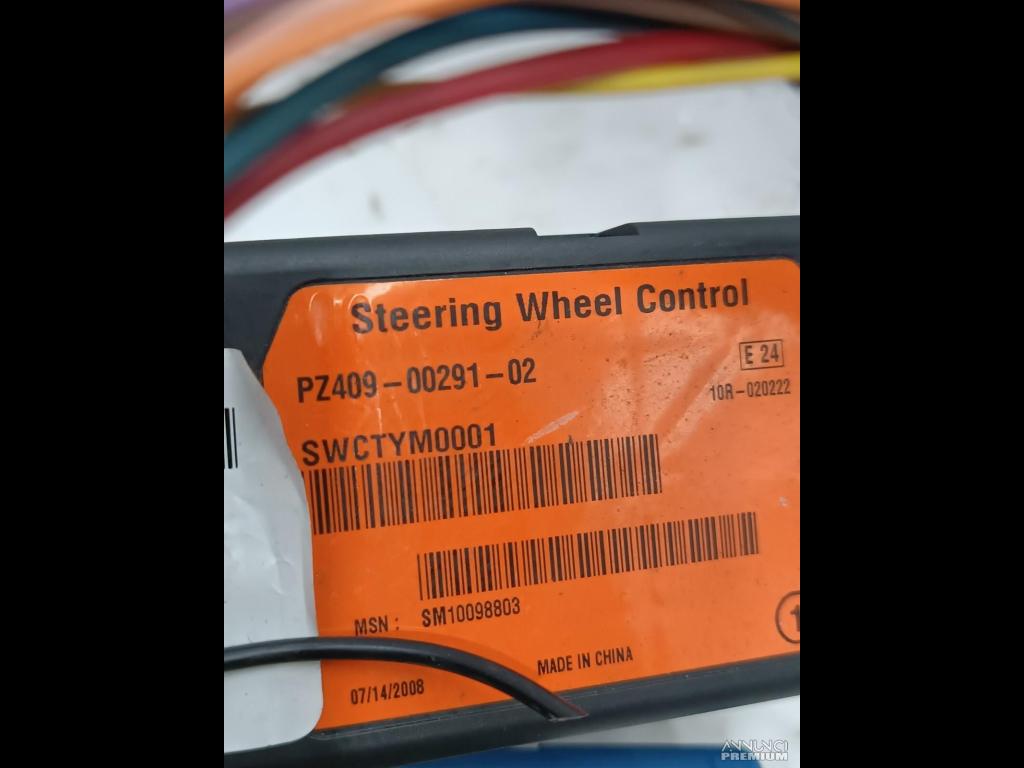 Steering Wheel Control
PZ409-00291-02
E 24
10R-020222
SWCTYM0001
MSN : SM10098803
MADE IN CHINA
07/14/2008
ANNUNCI
PREMIUM